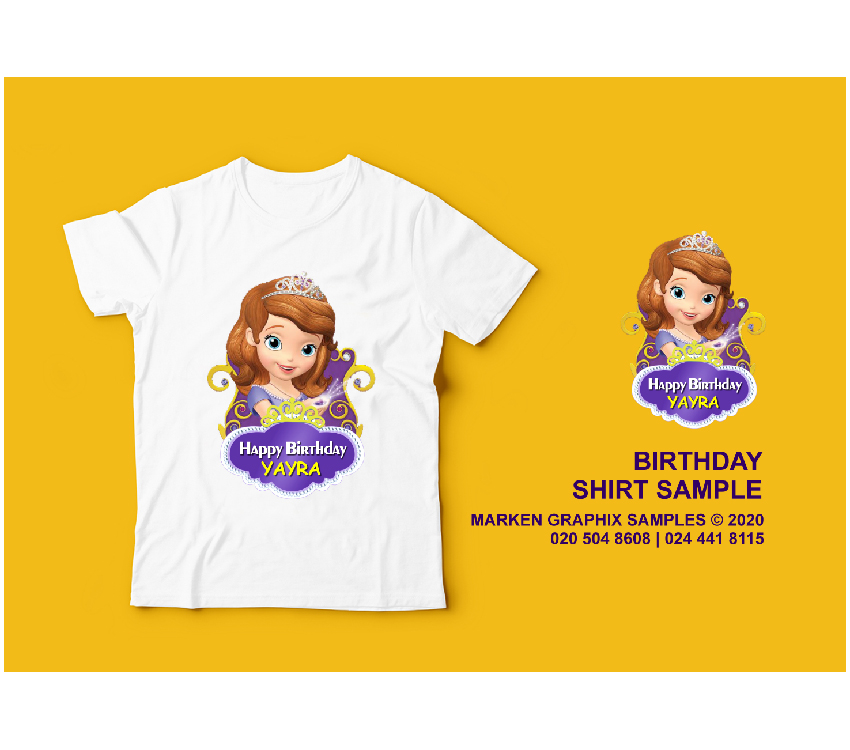 Happy Birthday
YAYRA
Happy Birthday
YAYRA
BIRTHDAY
SHIRT SAMPLE
MARKEN GRAPHIX SAMPLES © 2020
020 504 8608 | 024 441 8115